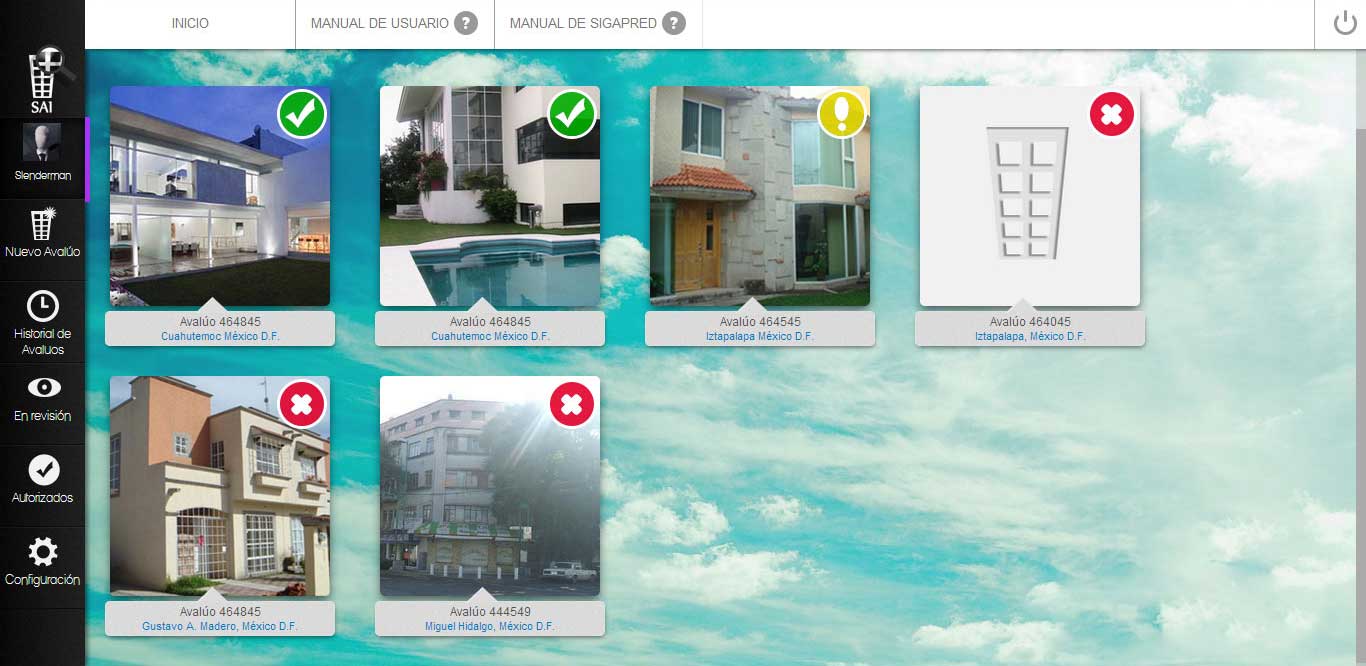 INICIO
MANUAL DE USUARIO ?
MANUAL DE SIGAPRED ?
SAI
Slenderman
Nuevo Avalúo
Historial de
Avaluos
En revisión
Autorizados
Configuración
Avalúo 464845
Cuahutemoc México D.F.
Avalúo 464845
Cuahutemoc México D.F.
Avalúo 464545
Iztapalapa México D.F.
Avalúo 464045
Iztapalapa, México D.F.
Avalúo 464845
Gustavo A. Madero, México D.F.
Avalúo 444549
Miguel Hidalgo, México D.F.